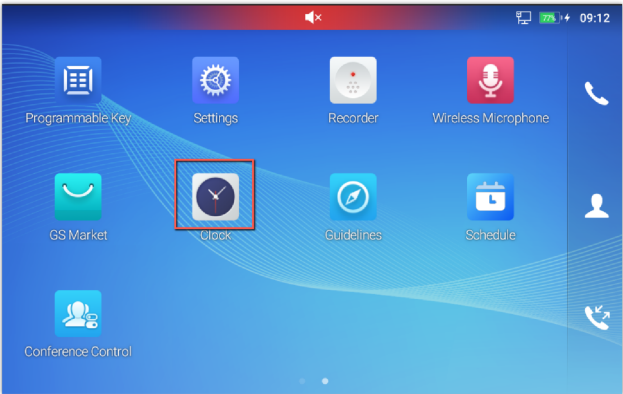 77%
09:12
Programmable Key
Settings
Recorder
Wireless Microphone
GS Market
Clock
Guidelines
Schedule
Conference Control